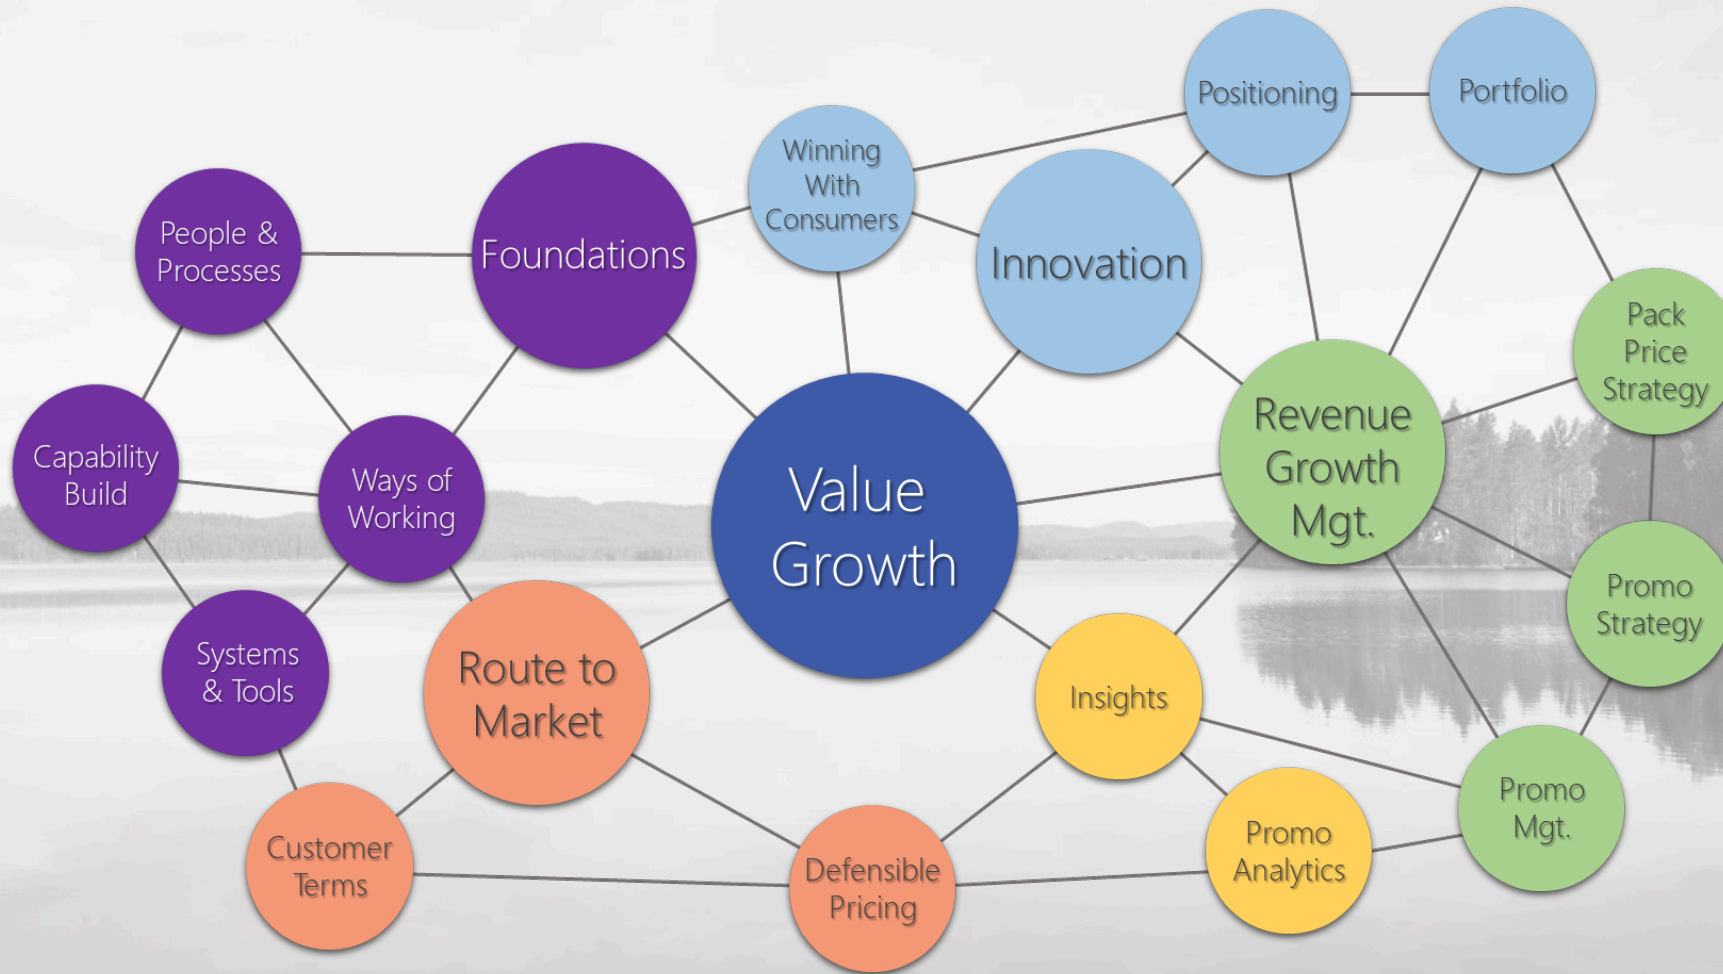 Positioning
Portfolio
Winning
With
Consumers
People &
Processes
Foundations
Innovation
Pack
Price
Strategy
Revenue
Growth
Mgt.
Capability
Build
Ways of
Working
Value
Growth
Promo
Strategy
Systems
& Tools
Route to
Market
Insights
Promo
Mgt.
Customer
Terms
Defensible
Pricing
Promo
Analytics